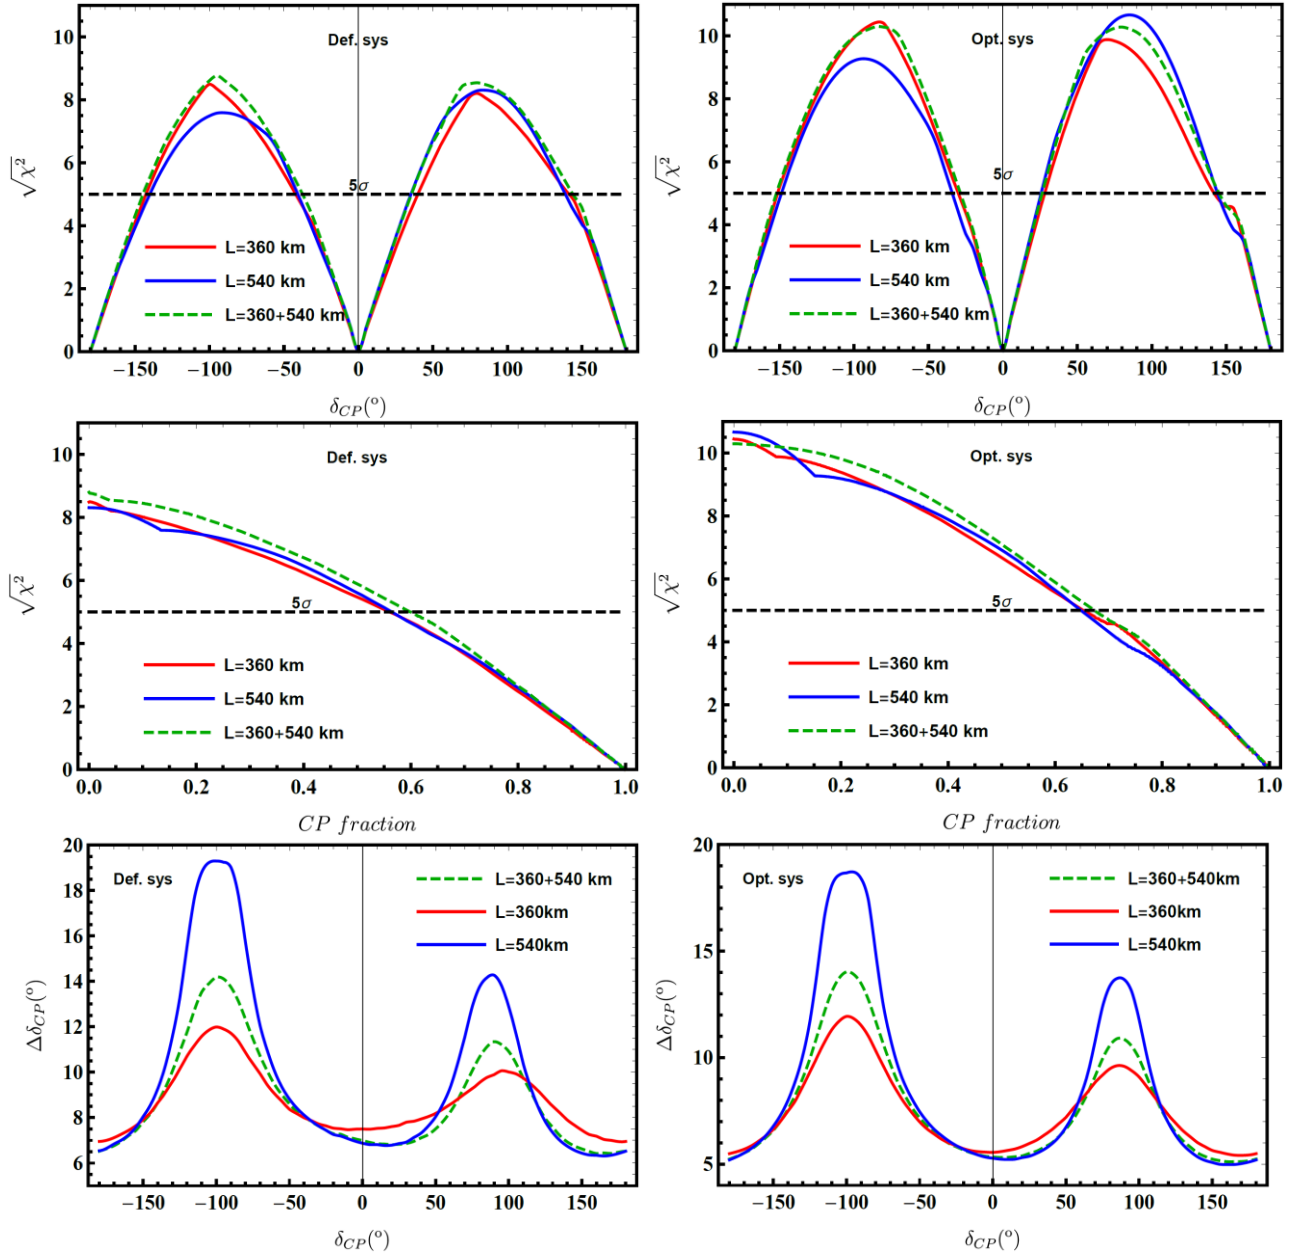 Def. sys
√χ²
10
8
6
4
2
0
5σ
L=360 km
L=540 km
L=360+540 km
−150 −100 −50 0 50 100 150
δCP(º)
Opt. sys
√χ²
10
8
6
4
2
0
5σ
L=360 km
L=540 km
L=360+540 km
−150 −100 −50 0 50 100 150
δCP(º)
Def. sys
√χ²
10
8
6
4
2
0
5σ
L=360 km
L=540 km
L=360+540 km
0.0 0.2 0.4 0.6 0.8 1.0
CP fraction
Opt. sys
√χ²
10
8
6
4
2
0
5σ
L=360 km
L=540 km
L=360+540 km
0.0 0.2 0.4 0.6 0.8 1.0
CP fraction
Def. sys
ΔδCP(º)
20
18
16
14
12
10
8
6
L=360+540 km
L=360km
L=540km
−150 −100 −50 0 50 100 150
δCP(º)
Opt. sys
ΔδCP(º)
20
15
10
5
L=360+540km
L=360km
L=540km
−150 −100 −50 0 50 100 150
δCP(º)